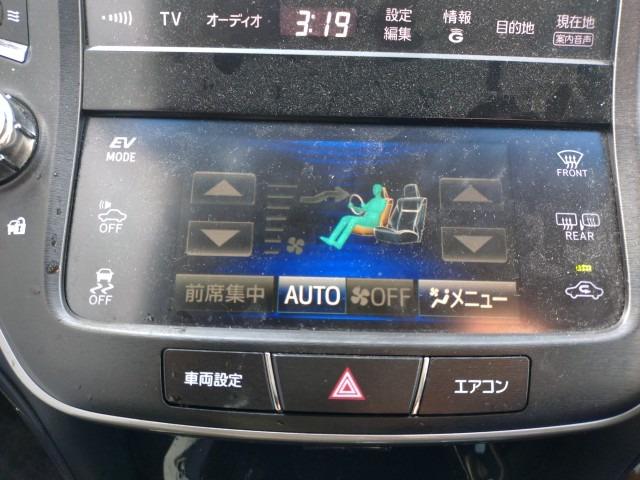 TV オーディオ 3:19 設定編集 情報G 目的地 現在地
案内音声
EV
MODE
FRONT
OFF
REAR
OFF
前席集中 AUTO OFF メニュー
車両設定 エアコン